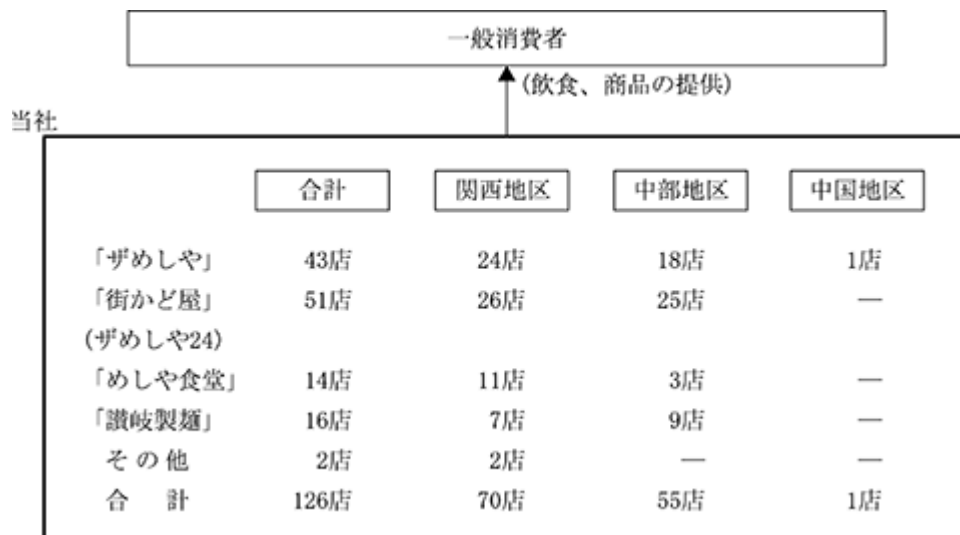 一般消費者
(飲食、商品の提供)
当社
合計 関西地区 中部地区 中国地区
「ザめしや」 43店 24店 18店 1店
「街かど屋」 51店 26店 25店 —
(ザめしや24)
「めしや食堂」 14店 11店 3店 —
「讃岐製麺」 16店 7店 9店 —
その他 2店 2店 — —
合 計 126店 70店 55店 1店